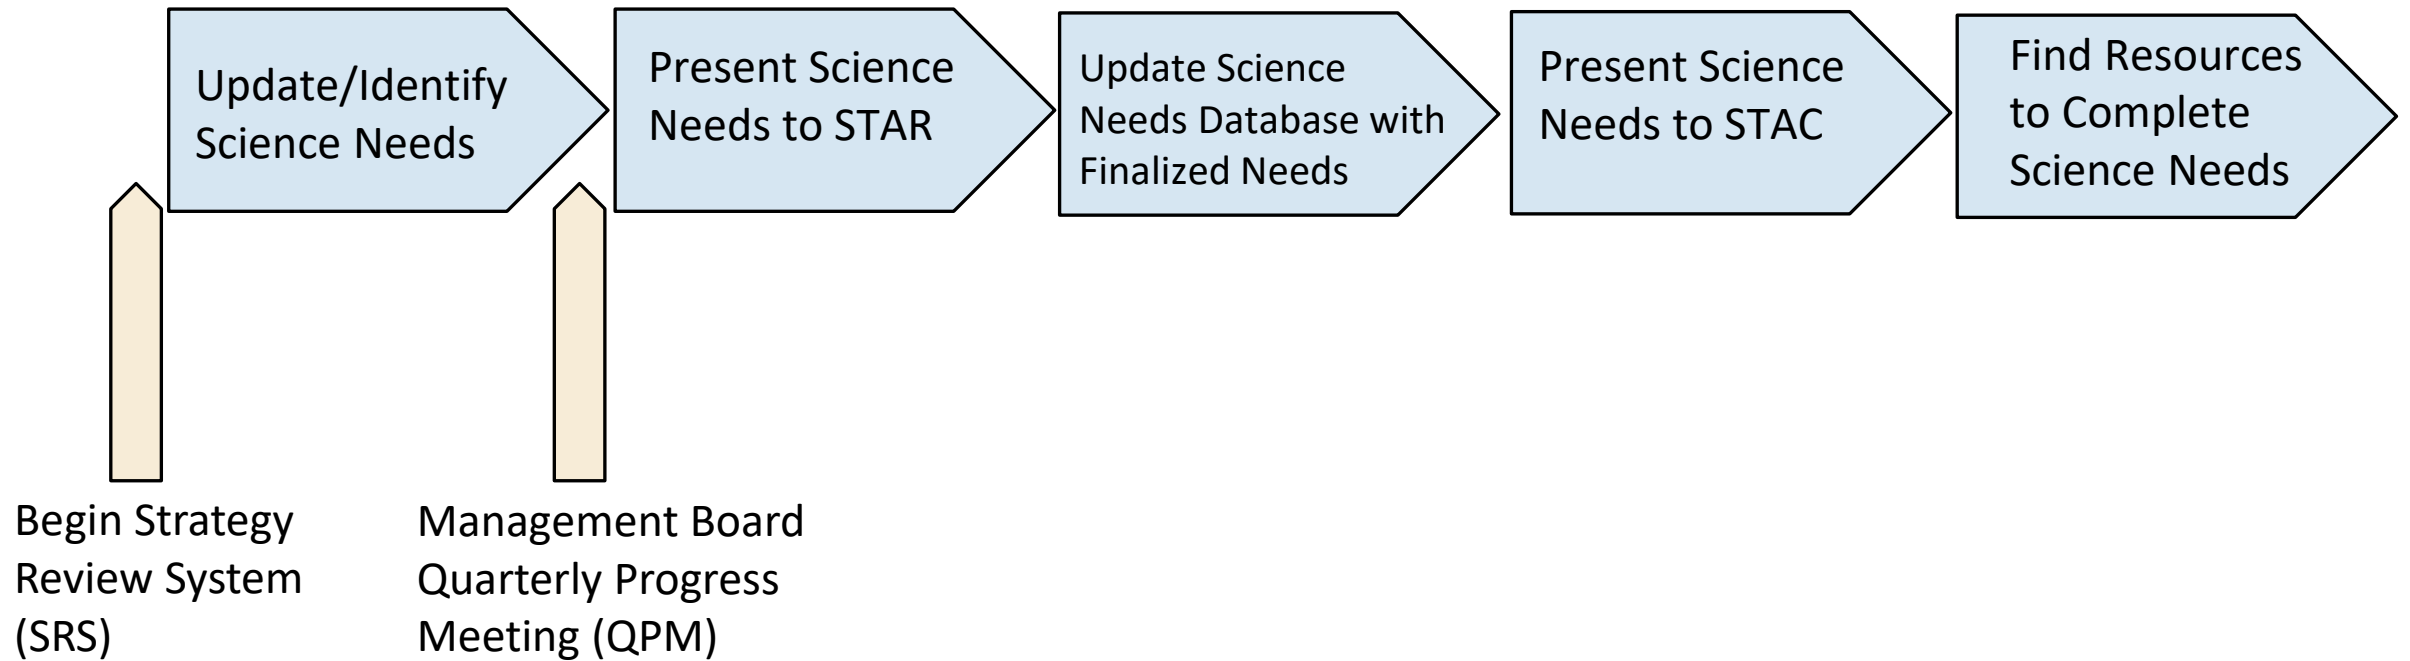 Update/Identify
Science Needs
Present Science
Needs to STAR
Update Science
Needs Database with
Finalized Needs
Present Science
Needs to STAC
Find Resources
to Complete
Science Needs
Begin Strategy
Review System
(SRS)
Management Board
Quarterly Progress
Meeting (QPM)